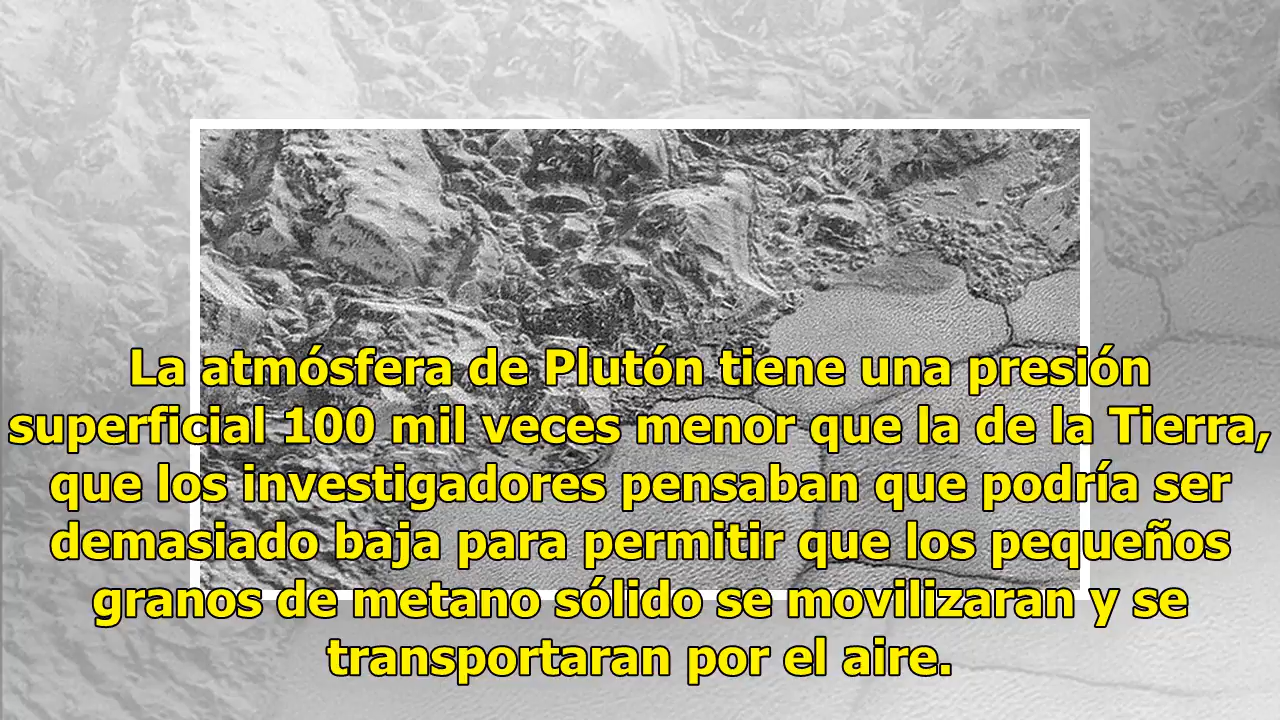 La atmósfera de Plutón tiene una presión
superficial 100 mil veces menor que la de la Tierra,
que los investigadores pensaban que podría ser
demasiado baja para permitir que los pequeños
granos de metano sólido se movilizaran y se
transportaran por el aire.